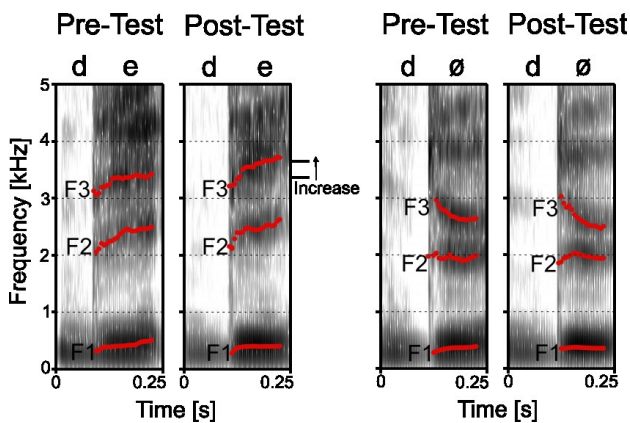 Pre-Test Post-Test Pre-Test Post-Test
d e d e d ø d ø
Frequency [kHz]
5
4
3
2
1
0
F3
F2
F1
F3
F2
F1
Increase
F3
F2
F1
F3
F2
F1
0 0.25 0 0.25 0 0.25 0 0.25
Time [s] Time [s]